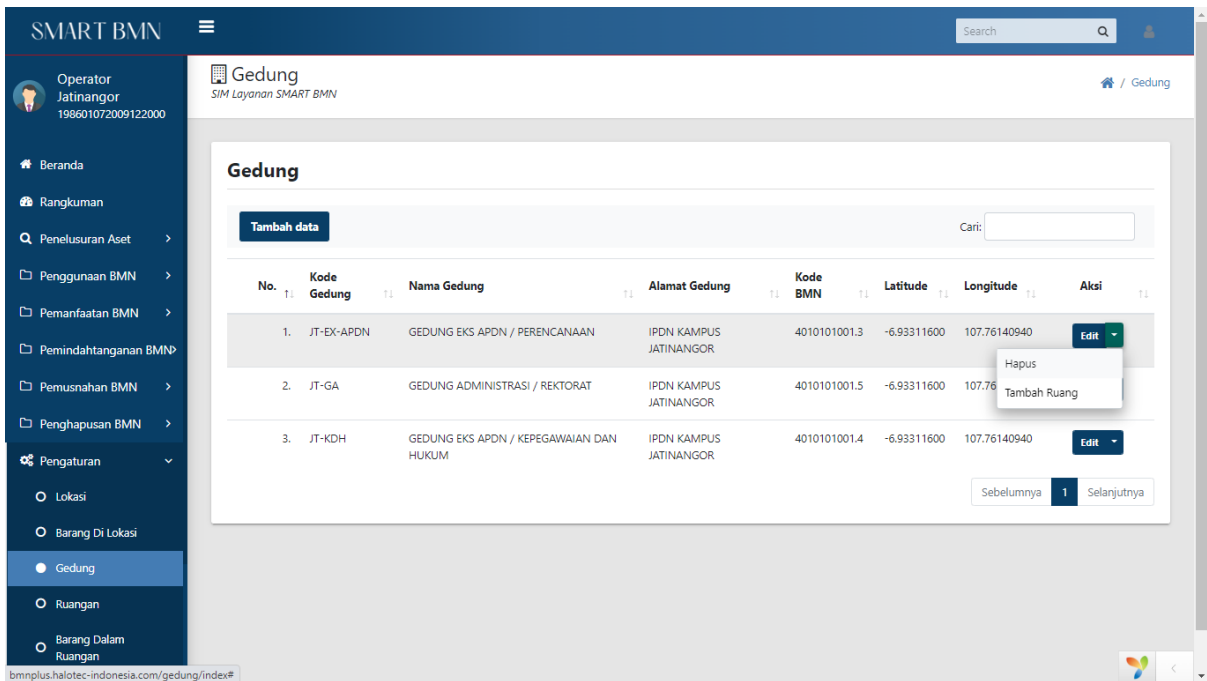 SMART BMN
Search
Operator
Jatinangor
198601072009122000
Gedung
SIM Layanan SMART BMN
/ Gedung
Beranda
Rangkuman
Penelusuran Aset
Penggunaan BMN
Pemanfaatan BMN
Pemindahtanganan BMN
Pemusnahan BMN
Penghapusan BMN
Pengaturan
Lokasi
Barang Di Lokasi
Gedung
Ruangan
Barang Dalam
Ruangan
Gedung
Tambah data
Cari:
No. Kode Gedung Nama Gedung Alamat Gedung Kode BMN Latitude Longitude Aksi
1. JT-EX-APDN GEDUNG EKS APDN / PERENCANAAN IPDN KAMPUS JATINANGOR 4010101001.3 -6.93311600 107.76140940 Edit
Hapus
Tambah Ruang
2. JT-GA GEDUNG ADMINISTRASI / REKTORAT IPDN KAMPUS JATINANGOR 4010101001.5 -6.93311600 107.76
3. JT-KDH GEDUNG EKS APDN / KEPEGAWAIAN DAN HUKUM IPDN KAMPUS JATINANGOR 4010101001.4 -6.93311600 107.76140940 Edit
Sebelumnya 1 Selanjutnya
bmnplus.halotec-indonesia.com/gedung/index#